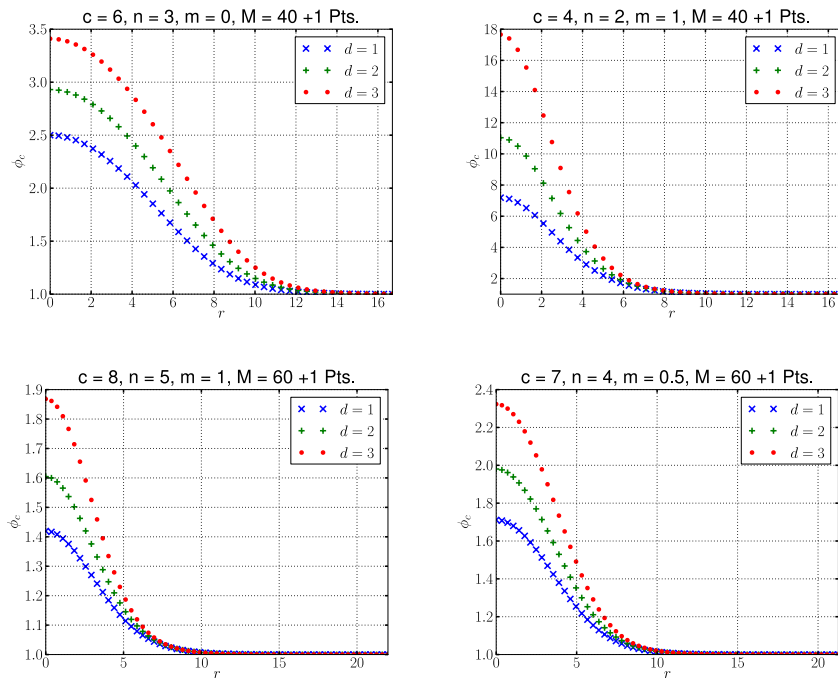 c = 6, n = 3, m = 0, M = 40 +1 Pts.
3.5
3.0
2.5
2.0
1.5
1.0
ϕ_c
0 2 4 6 8 10 12 14 16
r
d = 1
d = 2
d = 3
c = 4, n = 2, m = 1, M = 40 +1 Pts.
18
16
14
12
10
8
6
4
2
ϕ_c
0 2 4 6 8 10 12 14 16
r
d = 1
d = 2
d = 3
c = 8, n = 5, m = 1, M = 60 +1 Pts.
1.9
1.8
1.7
1.6
1.5
1.4
1.3
1.2
1.1
1.0
ϕ_c
0 5 10 15 20
r
d = 1
d = 2
d = 3
c = 7, n = 4, m = 0.5, M = 60 +1 Pts.
2.4
2.2
2.0
1.8
1.6
1.4
1.2
1.0
ϕ_c
0 5 10 15 20
r
d = 1
d = 2
d = 3